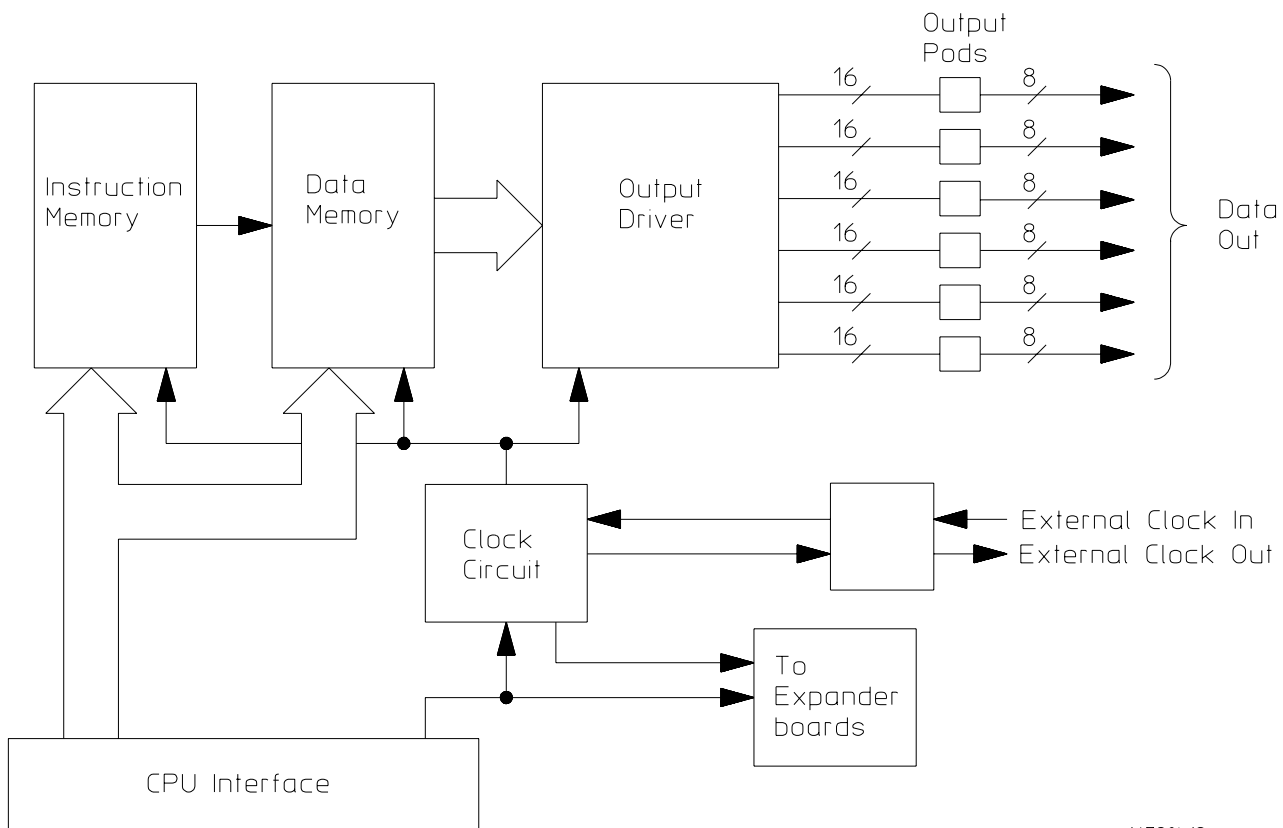 Output
Pods
16 8
16 8
16 8
16 8
16 8
16 8
Instruction
Memory
Data
Memory
Output
Driver
Data
Out
Clock
Circuit
External Clock In
External Clock Out
To
Expander
boards
CPU Interface